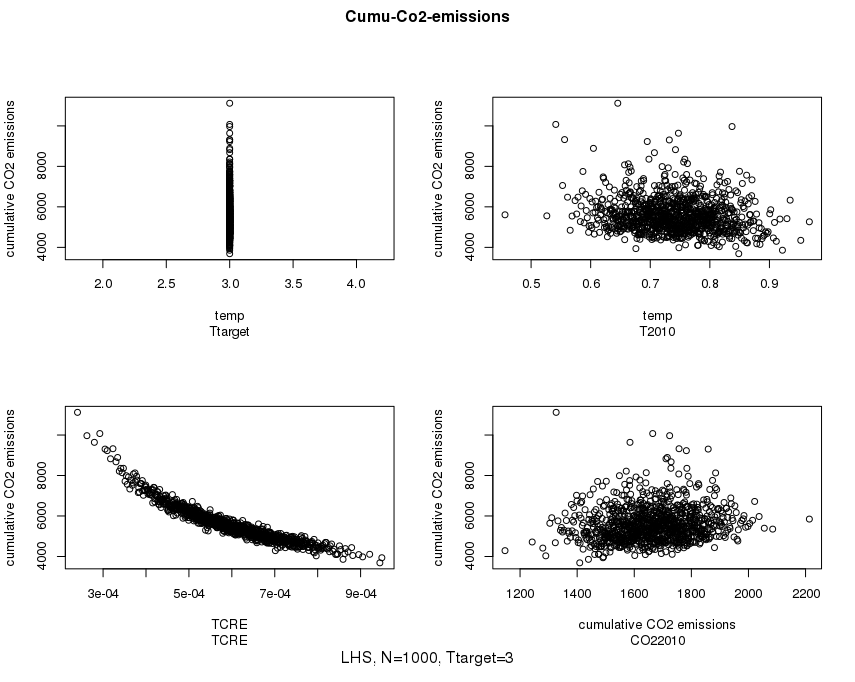 Cumu-Co2-emissions
cumulative CO2 emissions
4000 6000 8000
2.0 2.5 3.0 3.5 4.0
temp
Ttarget
cumulative CO2 emissions
4000 6000 8000
0.5 0.6 0.7 0.8 0.9
temp
T2010
cumulative CO2 emissions
4000 6000 8000
3e-04 5e-04 7e-04 9e-04
TCRE
TCRE
cumulative CO2 emissions
4000 6000 8000
1200 1400 1600 1800 2000 2200
cumulative CO2 emissions
CO22010
LHS, N=1000, Ttarget=3